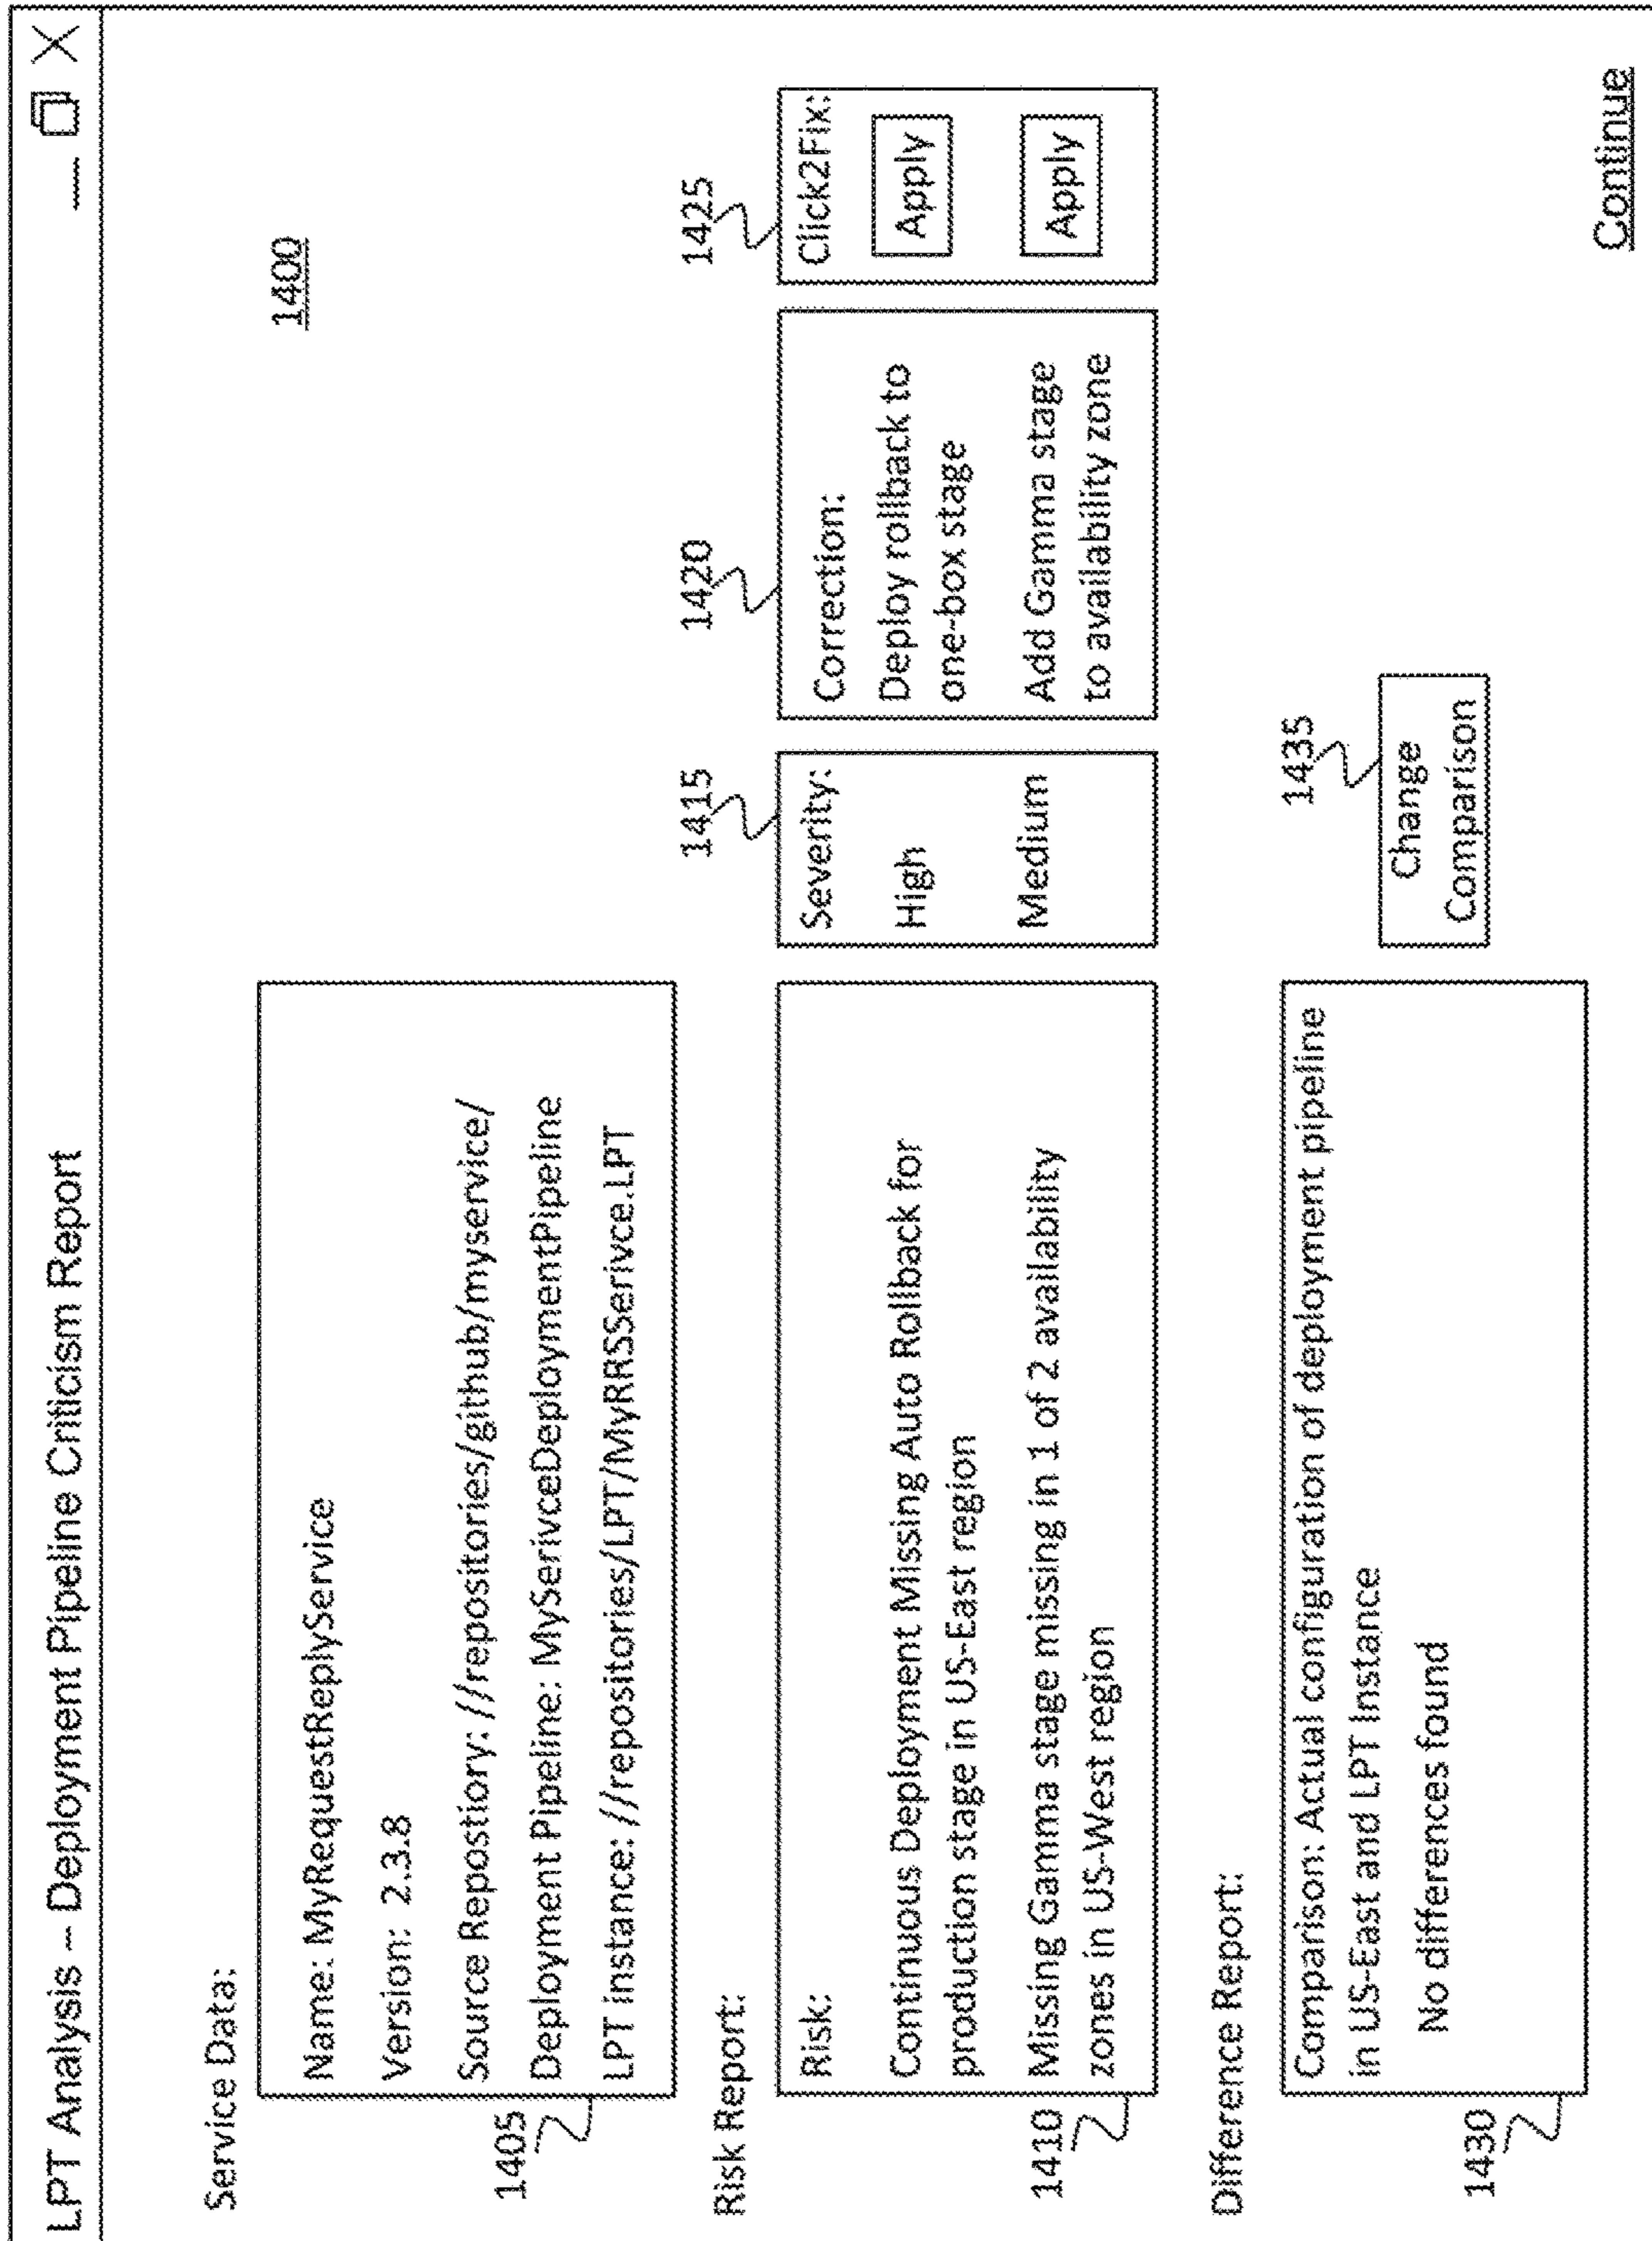 LPT Analysis – Deployment Pipeline Criticism Report
1400
Service Data:
Name: MyRequestReplyService
Version: 2.3.8
Source Repostiory: //repositories/github/myservice/
Deployment Pipeline: MySerivceDeploymentPipeline
LPT instance: //repositories/LPT/MyRRSSerivce.LPT
1405
Risk Report:
1410
Risk:
Continuous Deployment Missing Auto Rollback for
production stage in US-East region
Missing Gamma stage missing in 1 of 2 availability
zones in US-West region
1415
Severity:
High
Medium
1420
Correction:
Deploy rollback to
one-box stage
Add Gamma stage
to availability zone
1425
Click2Fix:
Apply
Apply
Difference Report:
1430
Comparison: Actual configuration of deployment pipeline
in US-East and LPT Instance
No differences found
1435
Change
Comparison
Continue